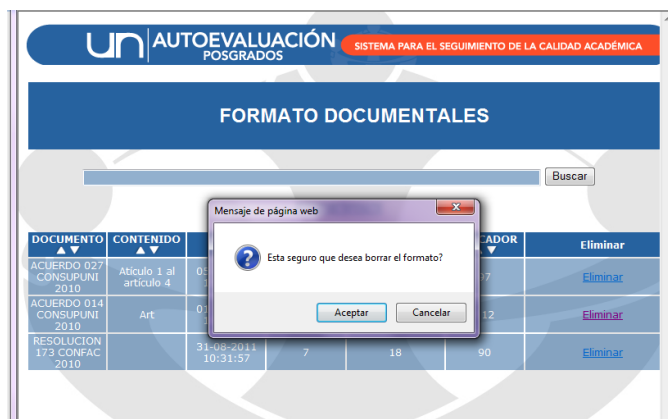 un AUTOEVALUACIÓN
POSGRADOS
SISTEMA PARA EL SEGUIMIENTO DE LA CALIDAD ACADÉMICA
FORMATO DOCUMENTALES
Buscar
Mensaje de página web
Esta seguro que desea borrar el formato?
Aceptar Cancelar
DOCUMENTO CONTENIDO CADOR Eliminar
▲▼ ▲▼ ▼
ACUERDO 027
CONSUPUNI
2010
Atículo 1 al
artículo 4
97
Eliminar
ACUERDO 014
CONSUPUNI
2010
Art
12
Eliminar
RESOLUCION
173 CONFAC
2010
31-08-2011
10:31:57
7
18
90
Eliminar